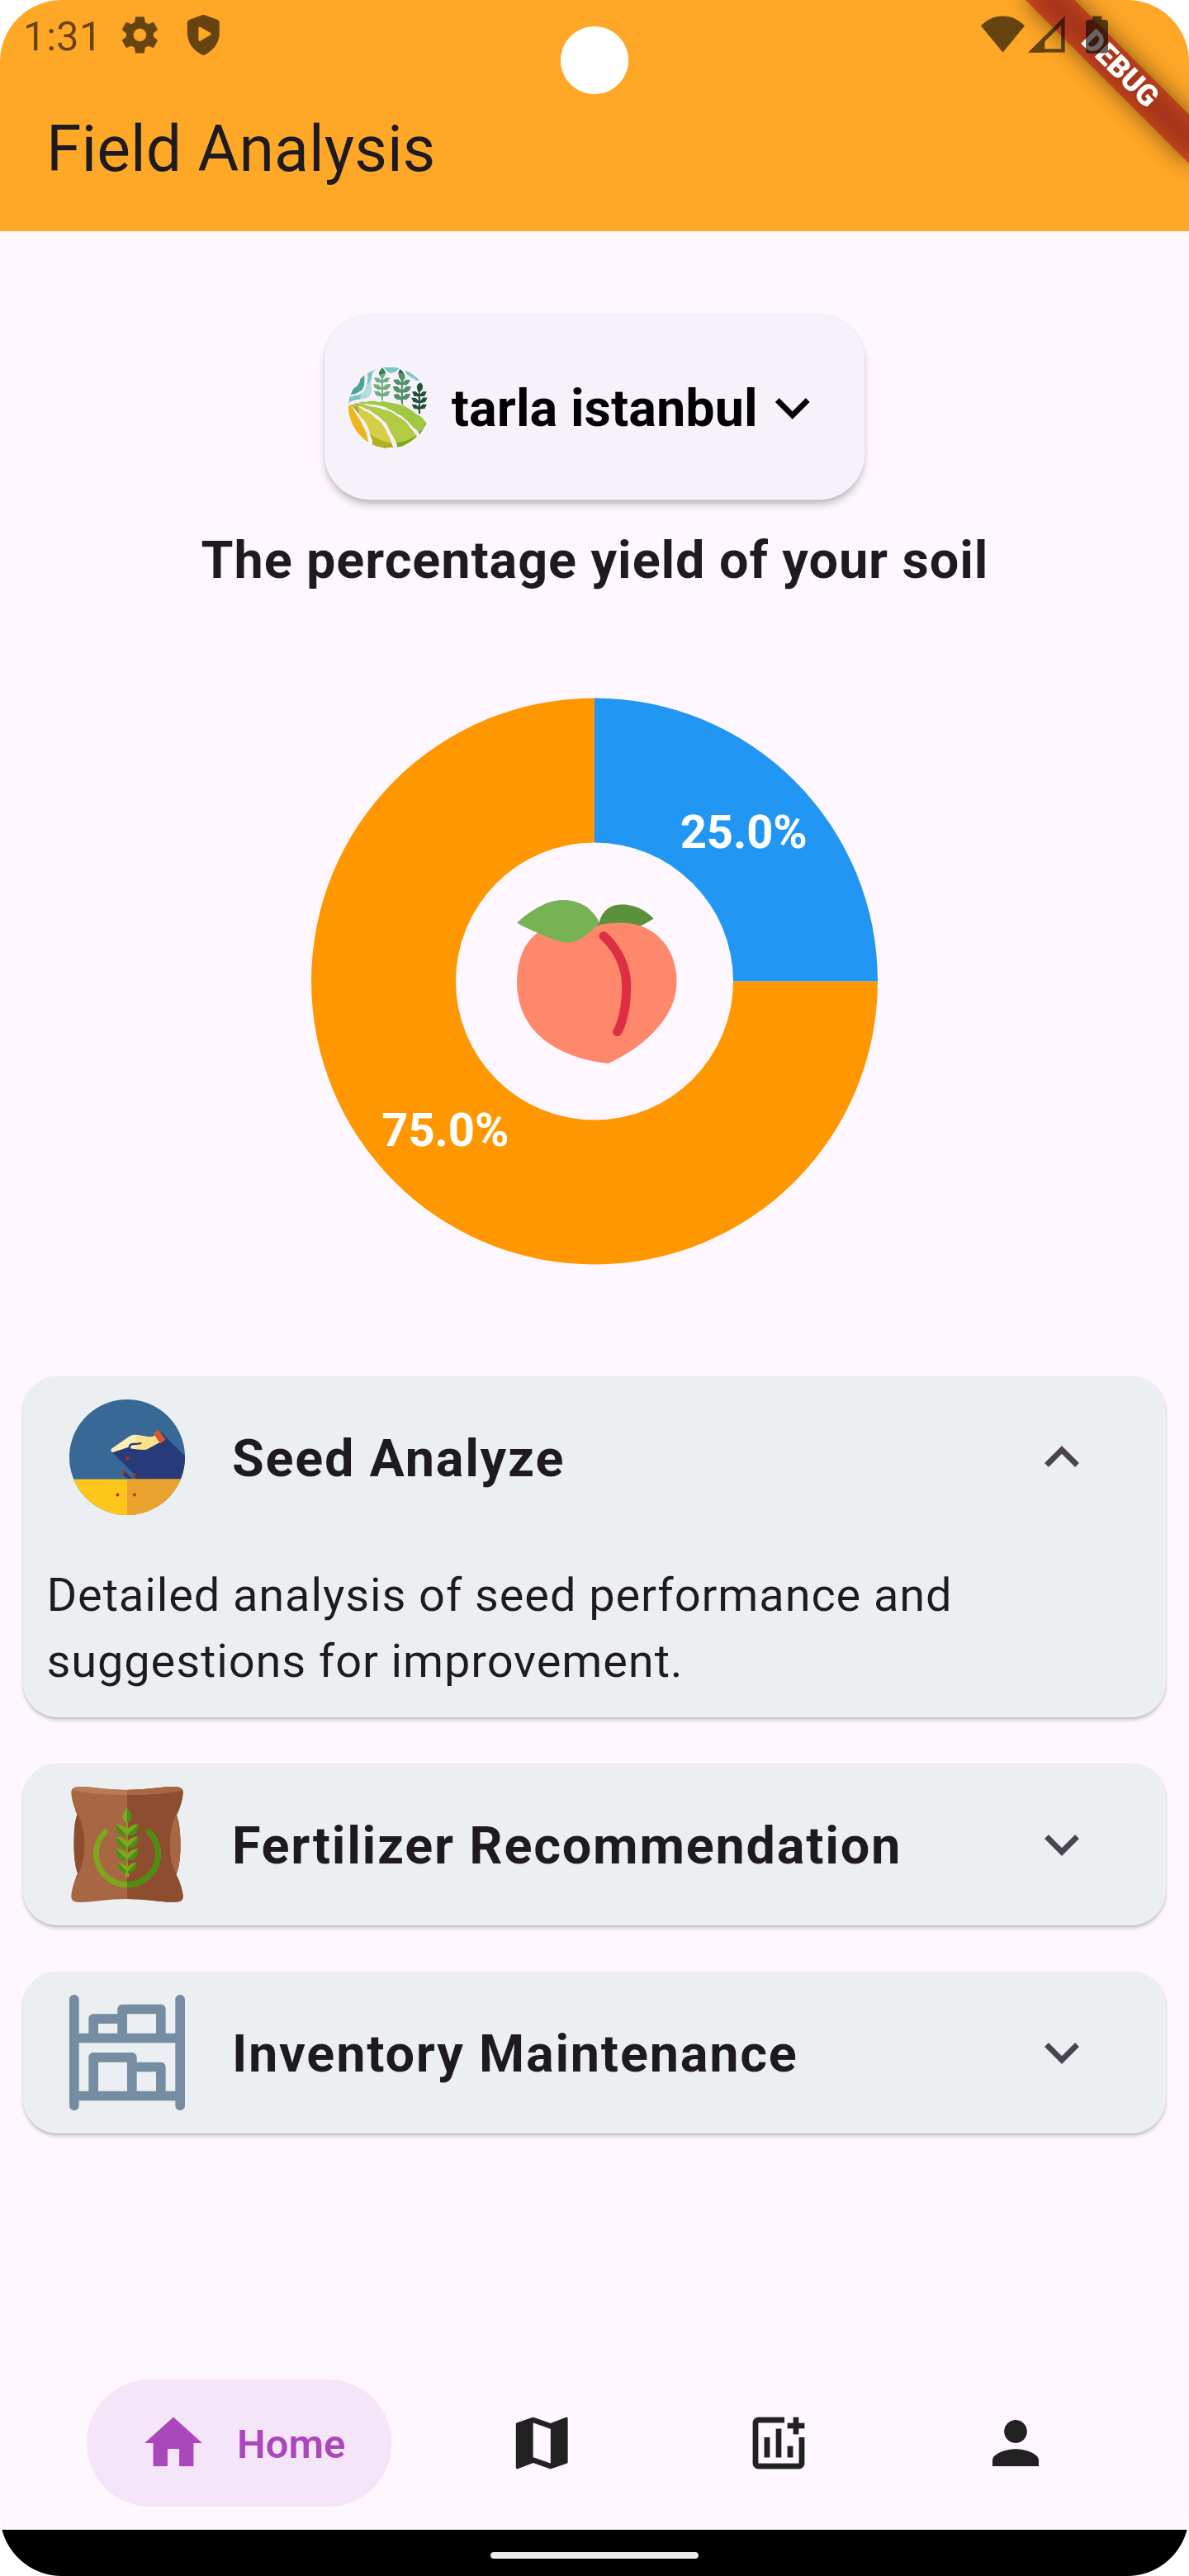 1:31
DEBUG
Field Analysis
tarla istanbul
The percentage yield of your soil
25.0%
75.0%
Seed Analyze
Detailed analysis of seed performance and
suggestions for improvement.
Fertilizer Recommendation
Inventory Maintenance
Home